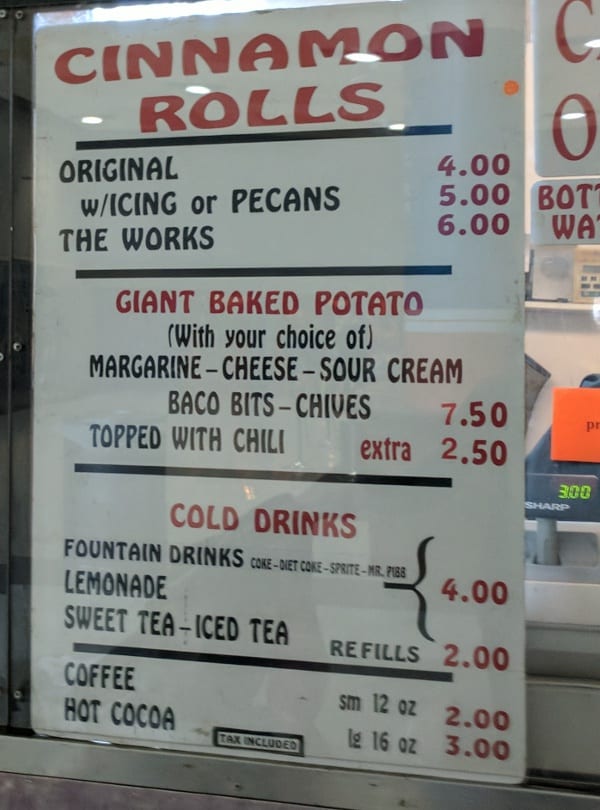 CINNAMON
ROLLS
ORIGINAL 4.00
w/ICING or PECANS 5.00
THE WORKS 6.00
GIANT BAKED POTATO
(With your choice of)
MARGARINE - CHEESE - SOUR CREAM
BACO BITS - CHIVES 7.50
TOPPED WITH CHILI extra 2.50
COLD DRINKS
FOUNTAIN DRINKS COKE - DIET COKE - SPRITE - MR. PIBB
LEMONADE 4.00
SWEET TEA - ICED TEA
REFILLS 2.00
COFFEE sm 12 oz 2.00
HOT COCOA lg 16 oz 3.00
TAX INCLUDED
C
O
BOTT
WA
pr
3.00
SHARP